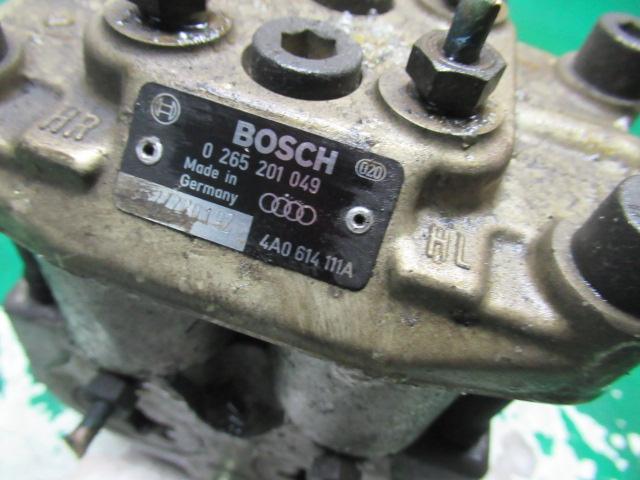 BOSCH
0 265 201 049
Made in
Germany
4A0 614 111A
HR
HL